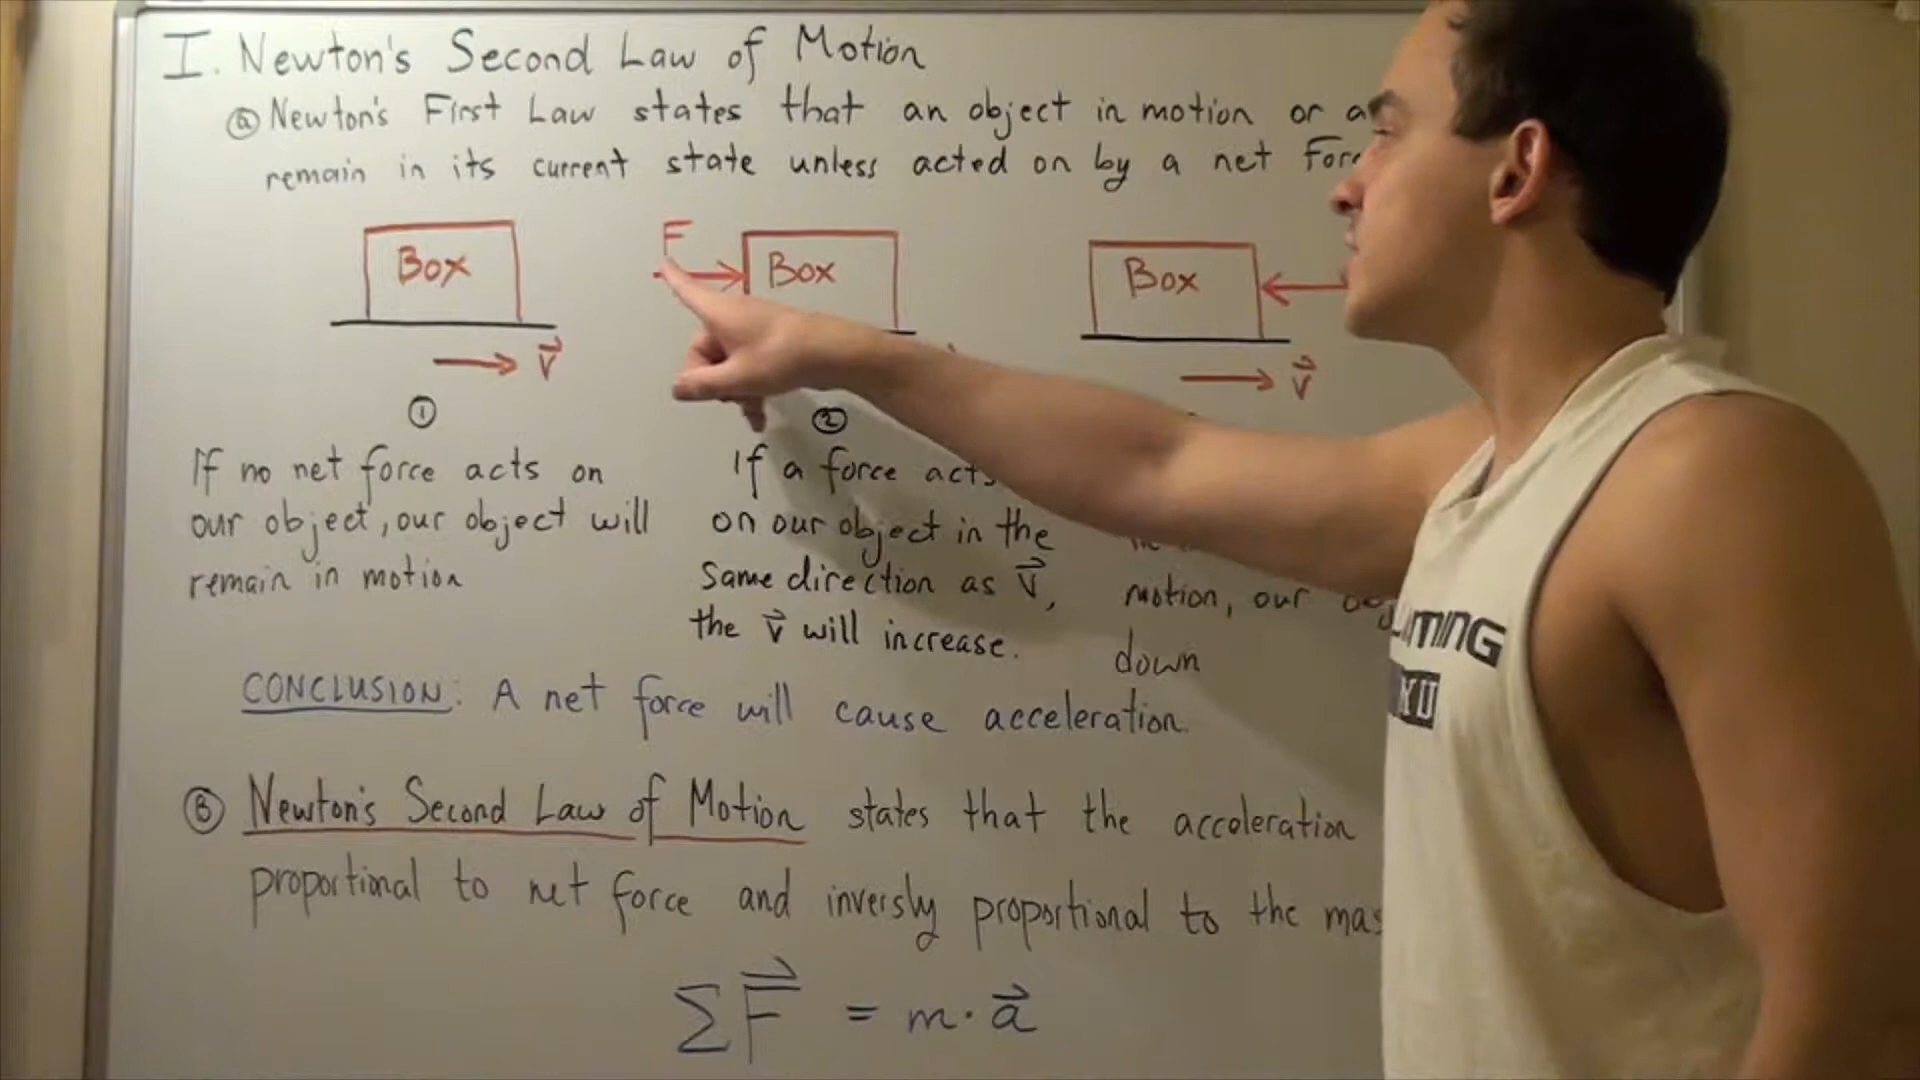 I. Newton's Second Law of Motion
ⓐ Newton's First Law states that an object in motion or
remain in its current state unless acted on by a net
Box
F
Box
Box
v⃗
v⃗
①
②
If no net force acts on
our object, our object will
remain in motion
If a force acts
on our object in the
same direction as v⃗,
the v⃗ will increase.
motion, our
down
CONCLUSION: A net force will cause acceleration.
Ⓑ Newton's Second Law of Motion states that the accoleration
proportional to net force and inversly proportional to the
ΣF⃗ = m·a⃗